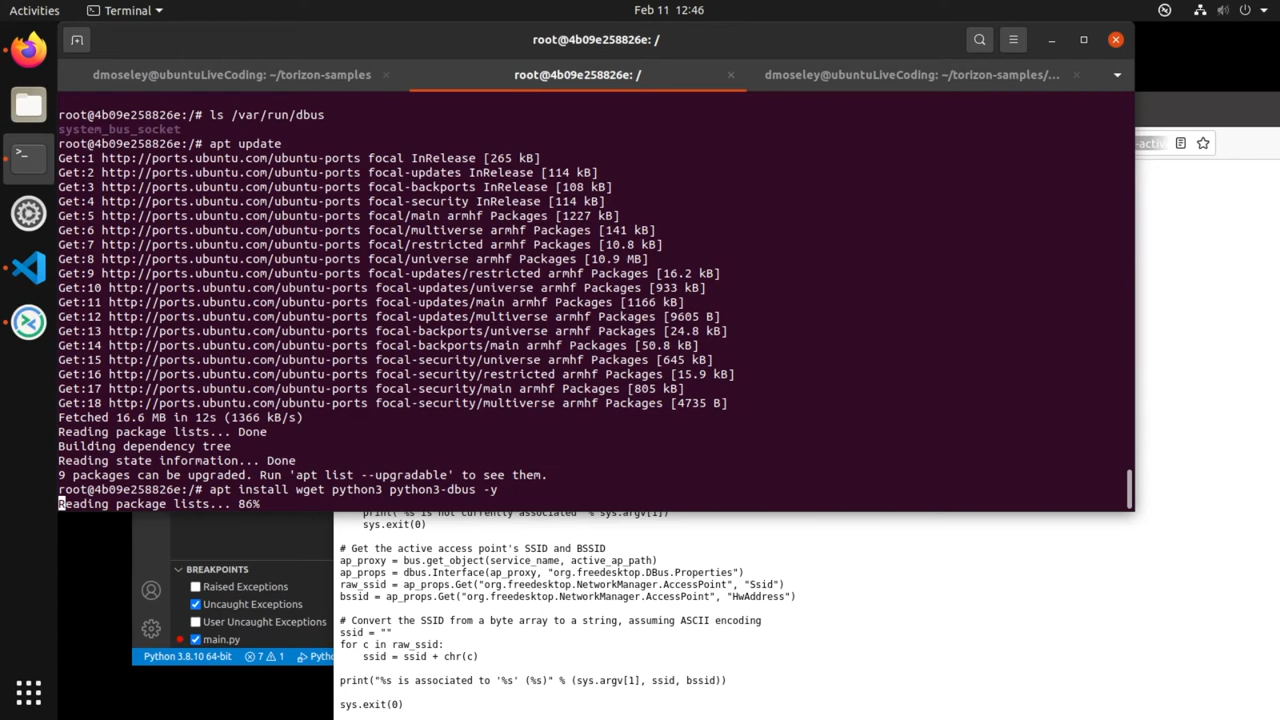 Activities
Terminal
Feb 11 12:46
root@4b09e258826e: /
dmoseley@ubuntuLiveCoding: ~/torizon-samples
root@4b09e258826e: /
dmoseley@ubuntuLiveCoding: ~/torizon-samples/...
root@4b09e258826e:/# ls /var/run/dbus
system_bus_socket
root@4b09e258826e:/# apt update
Get:1 http://ports.ubuntu.com/ubuntu-ports focal InRelease [265 kB]
Get:2 http://ports.ubuntu.com/ubuntu-ports focal-updates InRelease [114 kB]
Get:3 http://ports.ubuntu.com/ubuntu-ports focal-backports InRelease [108 kB]
Get:4 http://ports.ubuntu.com/ubuntu-ports focal-security InRelease [114 kB]
Get:5 http://ports.ubuntu.com/ubuntu-ports focal/main armhf Packages [1227 kB]
Get:6 http://ports.ubuntu.com/ubuntu-ports focal/multiverse armhf Packages [141 kB]
Get:7 http://ports.ubuntu.com/ubuntu-ports focal/restricted armhf Packages [10.8 kB]
Get:8 http://ports.ubuntu.com/ubuntu-ports focal/universe armhf Packages [10.9 MB]
Get:9 http://ports.ubuntu.com/ubuntu-ports focal-updates/restricted armhf Packages [16.2 kB]
Get:10 http://ports.ubuntu.com/ubuntu-ports focal-updates/universe armhf Packages [933 kB]
Get:11 http://ports.ubuntu.com/ubuntu-ports focal-updates/main armhf Packages [1166 kB]
Get:12 http://ports.ubuntu.com/ubuntu-ports focal-updates/multiverse armhf Packages [9605 B]
Get:13 http://ports.ubuntu.com/ubuntu-ports focal-backports/universe armhf Packages [24.8 kB]
Get:14 http://ports.ubuntu.com/ubuntu-ports focal-backports/main armhf Packages [50.8 kB]
Get:15 http://ports.ubuntu.com/ubuntu-ports focal-security/universe armhf Packages [645 kB]
Get:16 http://ports.ubuntu.com/ubuntu-ports focal-security/restricted armhf Packages [15.9 kB]
Get:17 http://ports.ubuntu.com/ubuntu-ports focal-security/main armhf Packages [805 kB]
Get:18 http://ports.ubuntu.com/ubuntu-ports focal-security/multiverse armhf Packages [4735 B]
Fetched 16.6 MB in 12s (1366 kB/s)
Reading package lists... Done
Building dependency tree
Reading state information... Done
9 packages can be upgraded. Run 'apt list --upgradable' to see them.
root@4b09e258826e:/# apt install wget python3 python3-dbus -y
Reading package lists... 86%
-active
print("%s is not currently associated" % sys.argv[1])
sys.exit(0)
# Get the active access point's SSID and BSSID
ap_proxy = bus.get_object(service_name, active_ap_path)
ap_props = dbus.Interface(ap_proxy, "org.freedesktop.DBus.Properties")
raw_ssid = ap_props.Get("org.freedesktop.NetworkManager.AccessPoint", "Ssid")
bssid = ap_props.Get("org.freedesktop.NetworkManager.AccessPoint", "HwAddress")
# Convert the SSID from a byte array to a string, assuming ASCII encoding
ssid = ""
for c in raw_ssid:
ssid = ssid + chr(c)
print("%s is associated to '%s' (%s)" % (sys.argv[1], ssid, bssid))
sys.exit(0)
BREAKPOINTS
Raised Exceptions
Uncaught Exceptions
User Uncaught Exceptions
main.py
Python 3.8.10 64-bit
7
1
Pytho